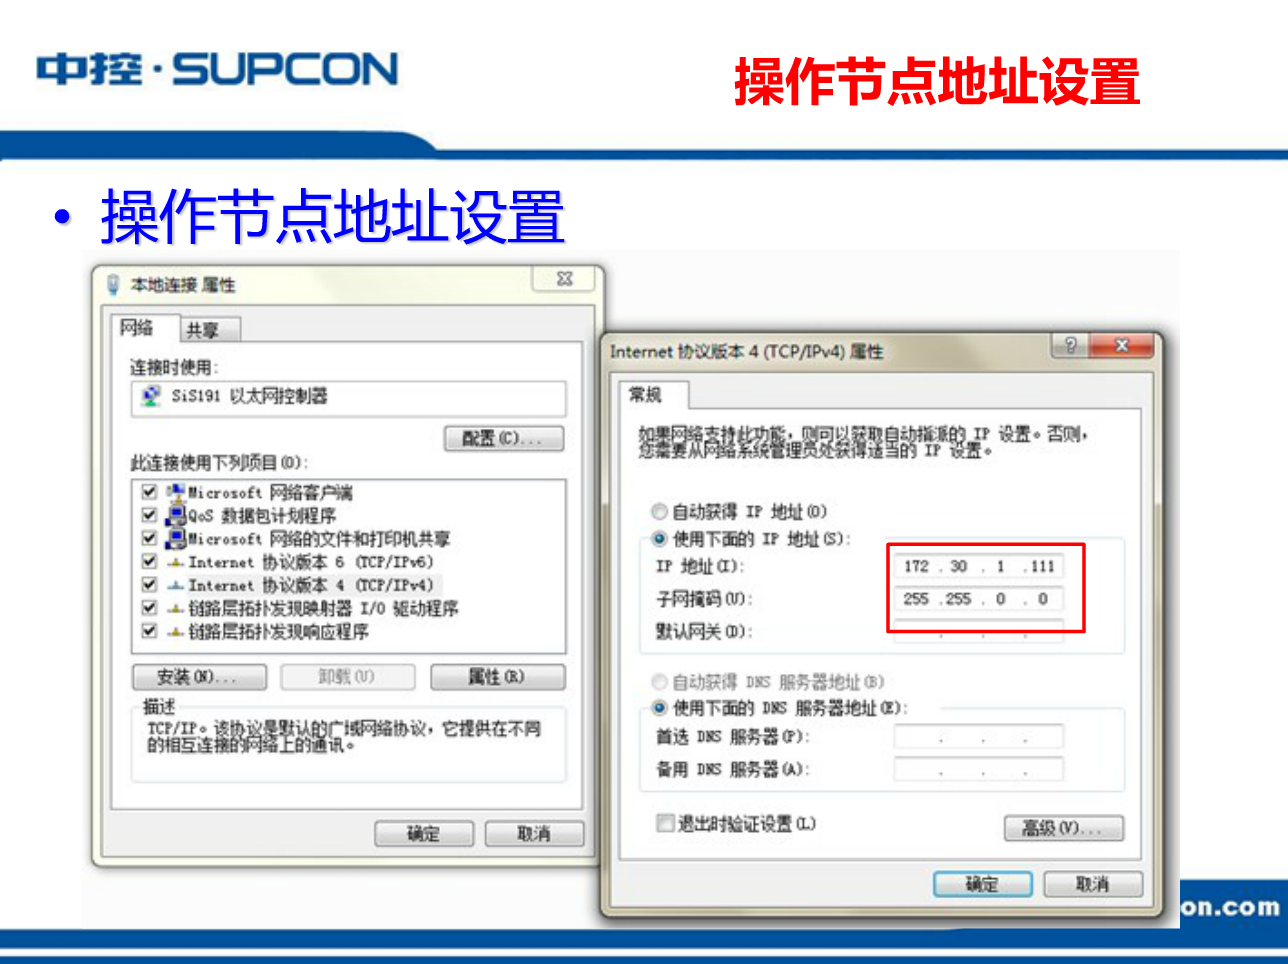 中控·SUPCON
操作节点地址设置
• 操作节点地址设置
本地连接 属性
网络
共享
连接时使用:
SiS191 以太网控制器
配置(C)...
此连接使用下列项目(O):
Microsoft 网络客户端
QoS 数据包计划程序
Microsoft 网络的文件和打印机共享
Internet 协议版本 6 (TCP/IPv6)
Internet 协议版本 4 (TCP/IPv4)
链路层拓扑发现映射器 I/O 驱动程序
链路层拓扑发现响应程序
安装(N)...
卸载(U)
属性(R)
描述
TCP/IP。该协议是默认的广域网络协议，它提供在不同
的相互连接的网络上的通讯。
确定
取消
Internet 协议版本 4 (TCP/IPv4) 属性
常规
如果网络支持此功能，则可以获取自动指派的 IP 设置。否则，
您需要从网络系统管理员处获得适当的 IP 设置。
自动获得 IP 地址(O)
使用下面的 IP 地址(S):
IP 地址(I):
172 . 30 . 1 .111
子网掩码(U):
255 .255 . 0 . 0
默认网关(D):
自动获得 DNS 服务器地址(B)
使用下面的 DNS 服务器地址(E):
首选 DNS 服务器(P):
备用 DNS 服务器(A):
退出时验证设置(L)
高级(V)...
确定
取消
on.com